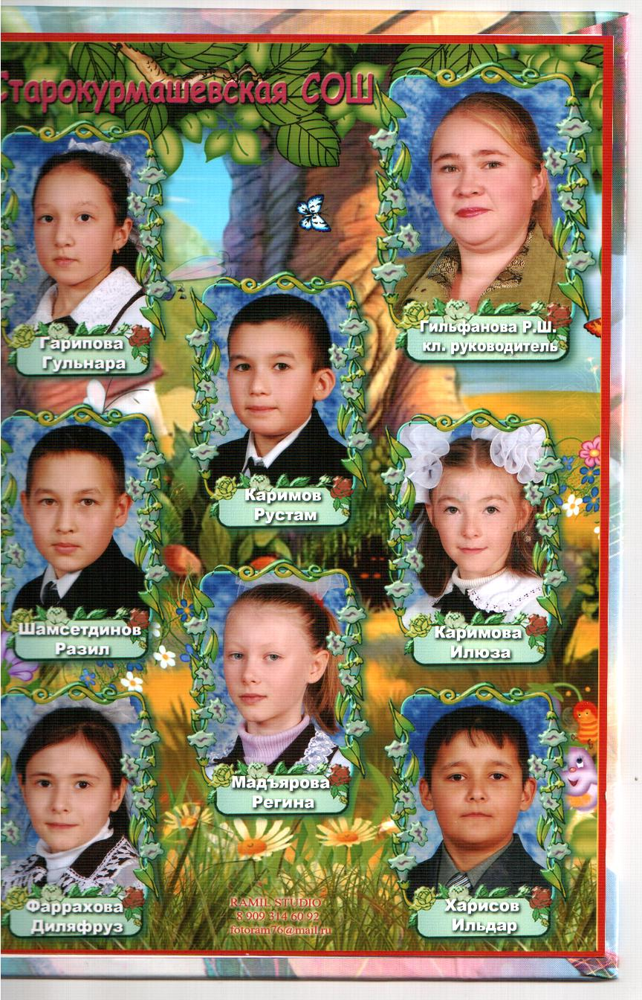 Старокурмашевская СОШ
Гильфанова Р.Ш.
кл. руководитель
Гарипова
Гульнара
Каримов
Рустам
Шамсетдинов
Разил
Каримова
Илюза
Мадъярова
Регина
Фаррахова
Диляфруз
Харисов
Ильдар
RAMIL STUDIO
8 909 314 60 92
fotoram76@mail.ru